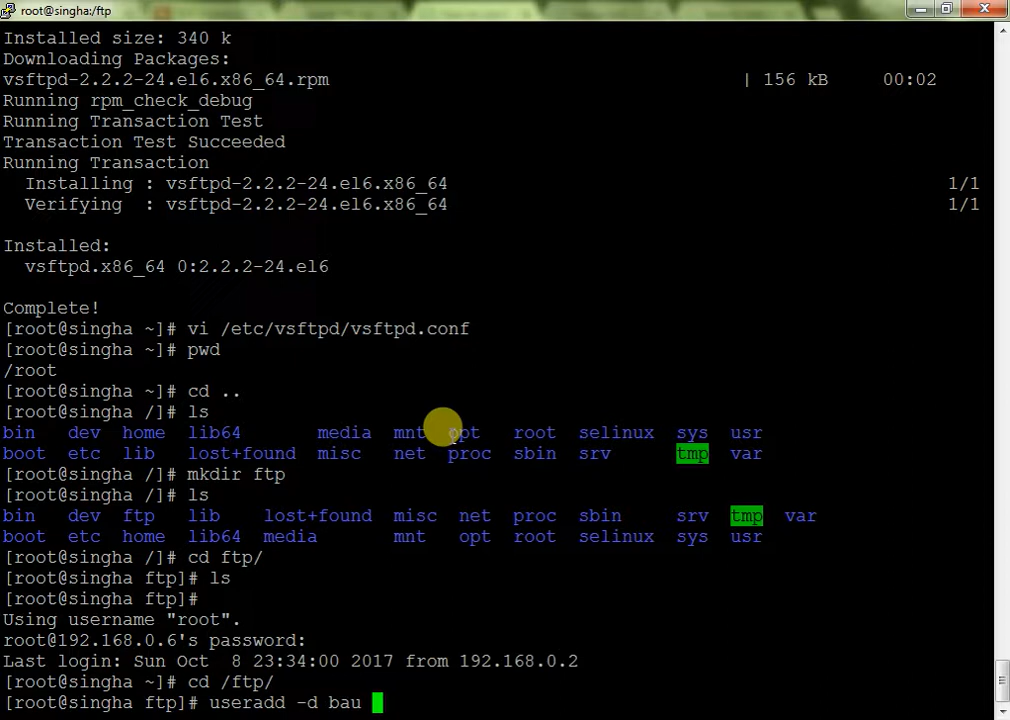 root@singha:/ftp
Installed size: 340 k
Downloading Packages:
vsftpd-2.2.2-24.el6.x86_64.rpm | 156 kB 00:02
Running rpm_check_debug
Running Transaction Test
Transaction Test Succeeded
Running Transaction
  Installing : vsftpd-2.2.2-24.el6.x86_64 1/1
  Verifying  : vsftpd-2.2.2-24.el6.x86_64 1/1
Installed:
  vsftpd.x86_64 0:2.2.2-24.el6
Complete!
[root@singha ~]# vi /etc/vsftpd/vsftpd.conf
[root@singha ~]# pwd
/root
[root@singha ~]# cd ..
[root@singha /]# ls
bin dev home lib64 media mnt opt root selinux sys usr
boot etc lib lost+found misc net proc sbin srv tmp var
[root@singha /]# mkdir ftp
[root@singha /]# ls
bin dev ftp lib lost+found misc net proc sbin srv tmp var
boot etc home lib64 media mnt opt root selinux sys usr
[root@singha /]# cd ftp/
[root@singha ftp]# ls
[root@singha ftp]#
Using username "root".
root@192.168.0.6's password:
Last login: Sun Oct  8 23:34:00 2017 from 192.168.0.2
[root@singha ~]# cd /ftp/
[root@singha ftp]# useradd -d bau